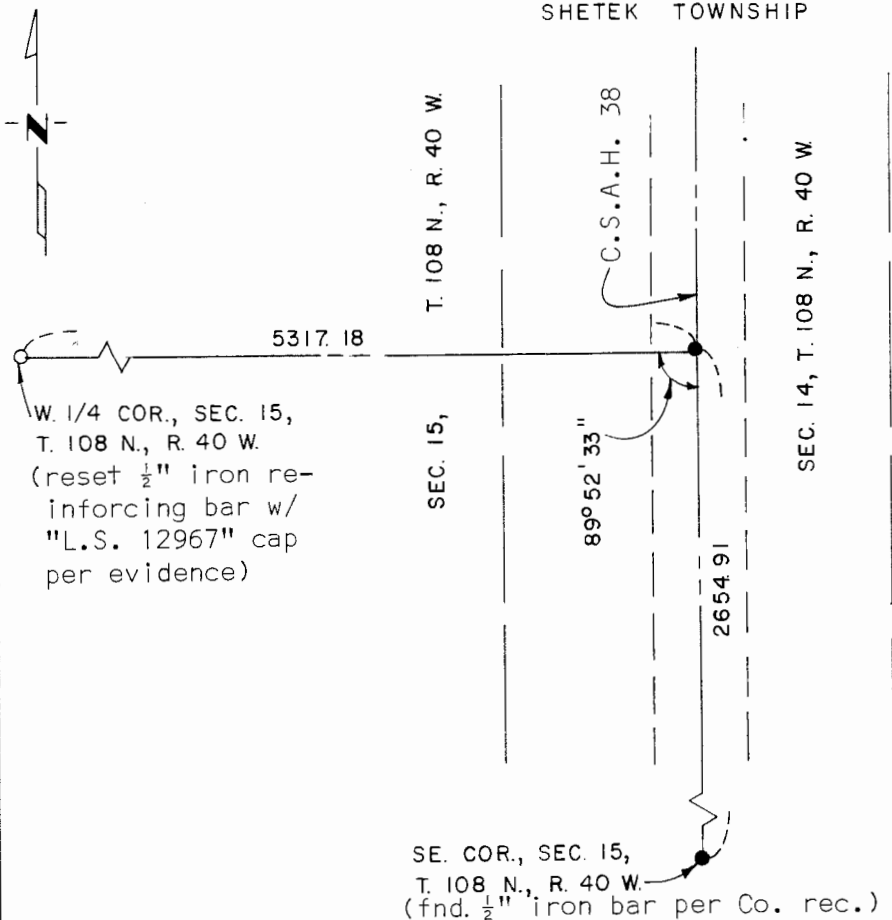 SHETEK TOWNSHIP
N
T. 108 N., R. 40 W.
C.S.A.H. 38
SEC. 14, T. 108 N., R. 40 W.
5317.18
W. 1/4 COR., SEC. 15,
T. 108 N., R. 40 W.
(reset ½" iron re-
inforcing bar w/
"L.S. 12967" cap
per evidence)
SEC. 15,
89° 52' 33"
2654.91
SE. COR., SEC. 15,
T. 108 N., R. 40 W.
(fnd. ½" iron bar per Co. rec.)